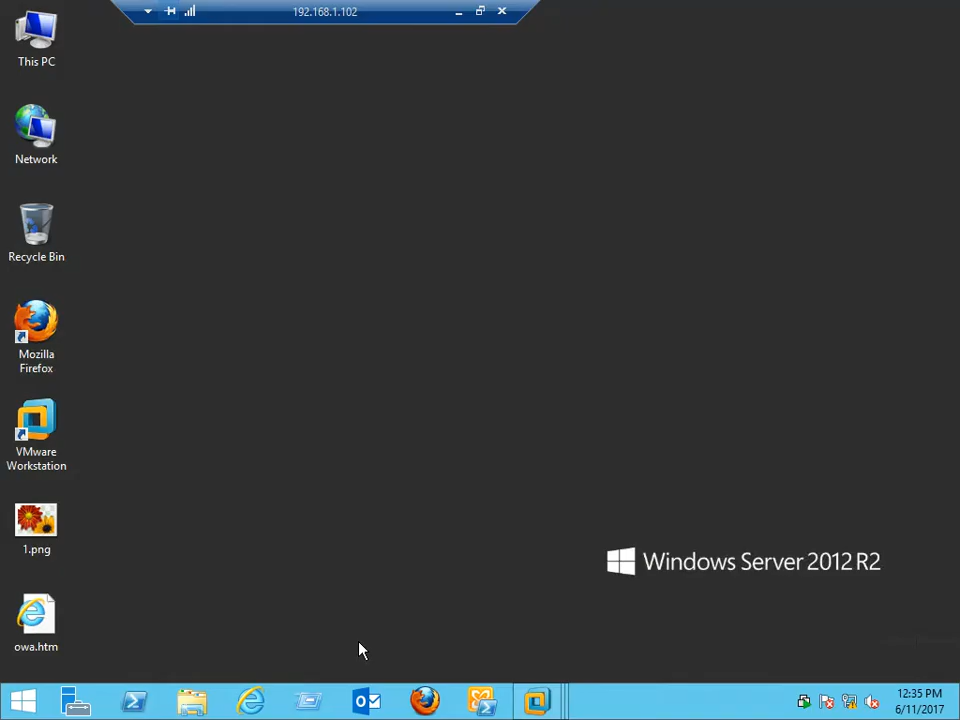 192.168.1.102
This PC
Network
Recycle Bin
Mozilla
Firefox
VMware
Workstation
1.png
owa.htm
Windows Server 2012 R2
12:35 PM
6/11/2017